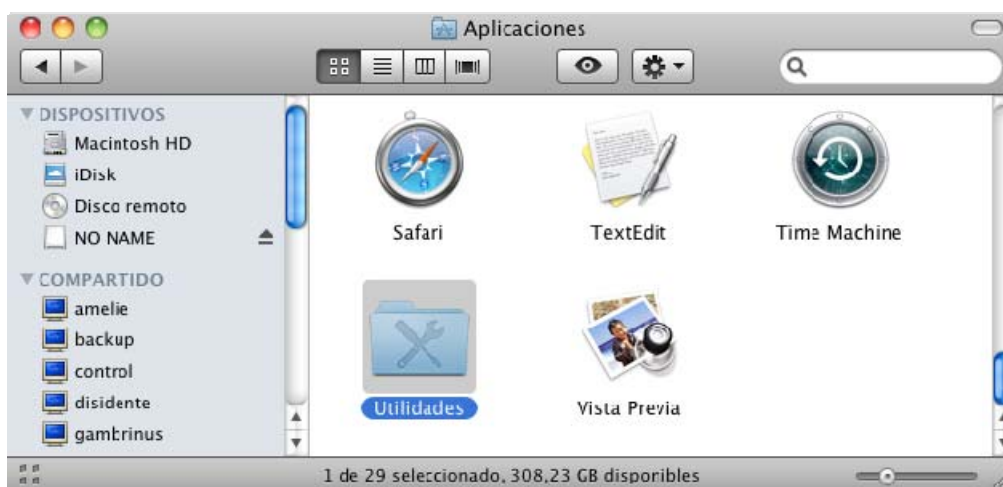 Aplicaciones
DISPOSITIVOS
Macintosh HD
iDisk
Disco remoto
NO NAME
COMPARTIDO
amelie
backup
control
disidente
gambrinus
Safari
TextEdit
Time Machine
Utilidades
Vista Previa
1 de 29 seleccionado, 308,23 GB disponibles